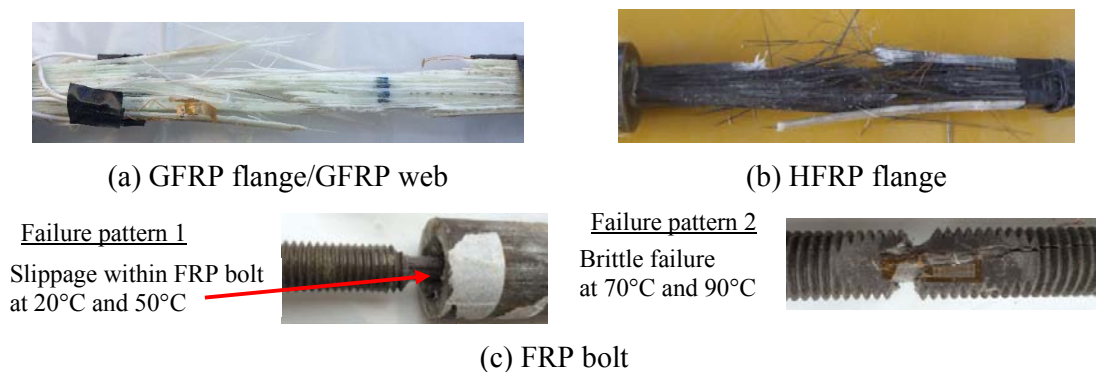 (a) GFRP flange/GFRP web
(b) HFRP flange
Failure pattern 1
Slippage within FRP bolt
at 20°C and 50°C
Failure pattern 2
Brittle failure
at 70°C and 90°C
(c) FRP bolt